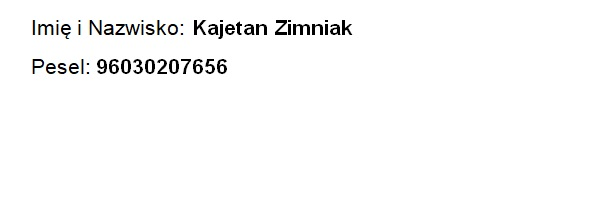 Imię i Nazwisko: Kajetan Zimniak
Pesel: 96030207656